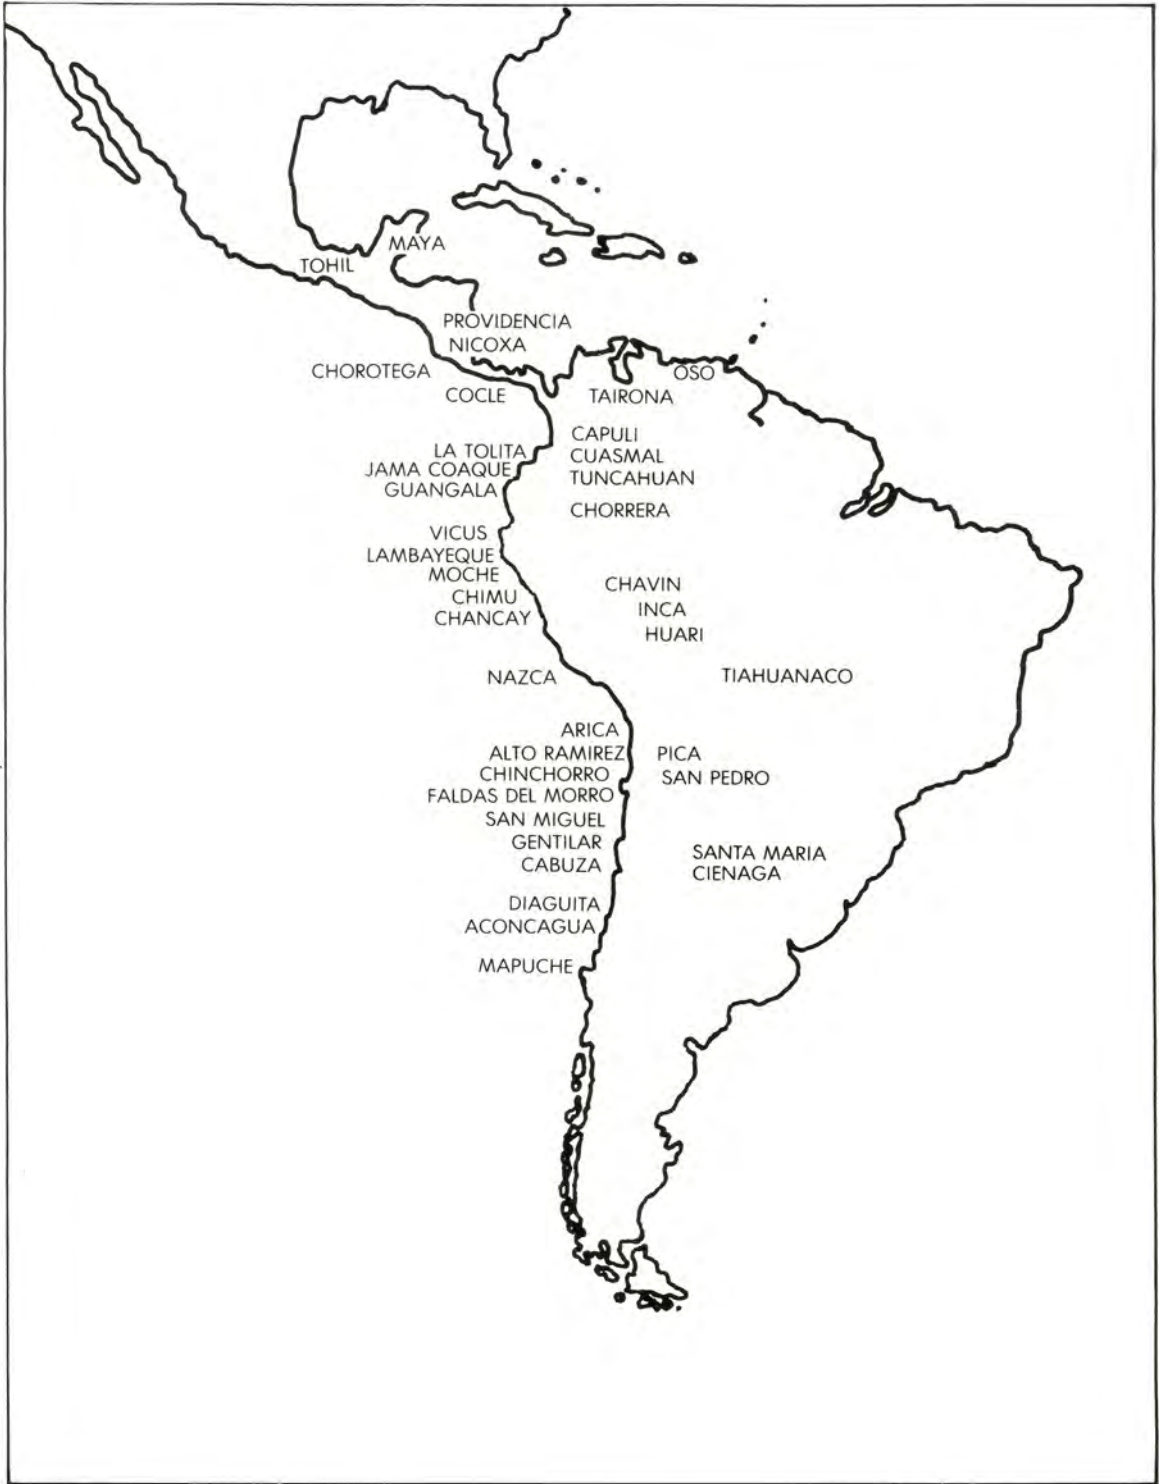 MAYA
TOHIL
PROVIDENCIA
NICOXA
CHOROTEGA
OSO
COCLE
TAIRONA
CAPULI
LA TOLITA
CUASMAL
JAMA COAQUE
TUNCAHUAN
GUANGALA
CHORRERA
VICUS
LAMBAYEQUE
MOCHE
CHAVIN
CHIMU
INCA
CHANCAY
HUARI
NAZCA
TIAHUANACO
ARICA
ALTO RAMIREZ
PICA
CHINCHORRO
SAN PEDRO
FALDAS DEL MORRO
SAN MIGUEL
GENTILAR
SANTA MARIA
CABUZA
CIENAGA
DIAGUITA
ACONCAGUA
MAPUCHE